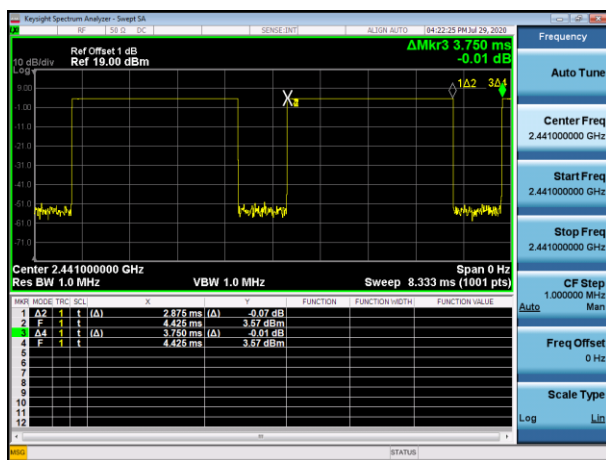 Keysight Spectrum Analyzer - Swept SA
RF 50 Ω DC SENSE:INT ALIGN AUTO 04:22:25 PM Jul 29, 2020
Frequency
ΔMkr3 3.750 ms
-0.01 dB
Ref Offset 1 dB
10 dB/div Ref 19.00 dBm
Log
Auto Tune
9.00
-1.00
-11.0
-21.0
-31.0
-41.0
-51.0
-61.0
-71.0
1Δ2 3Δ4
X
Center Freq
2.441000000 GHz
Start Freq
2.441000000 GHz
Stop Freq
2.441000000 GHz
Center 2.441000000 GHz Span 0 Hz
Res BW 1.0 MHz VBW 1.0 MHz Sweep 8.333 ms (1001 pts)
CF Step
1.000000 MHz
Auto Man
MKR MODE TRC SCL X Y FUNCTION FUNCTION WIDTH FUNCTION VALUE
1 Δ2 1 t (Δ) 2.875 ms (Δ) -0.07 dB
2 F 1 t 4.425 ms 3.57 dBm
3 Δ4 1 t (Δ) 3.750 ms (Δ) -0.01 dB
4 F 1 t 4.425 ms 3.57 dBm
5
6
7
8
9
10
11
12
Freq Offset
0 Hz
Scale Type
Log Lin
MSG STATUS